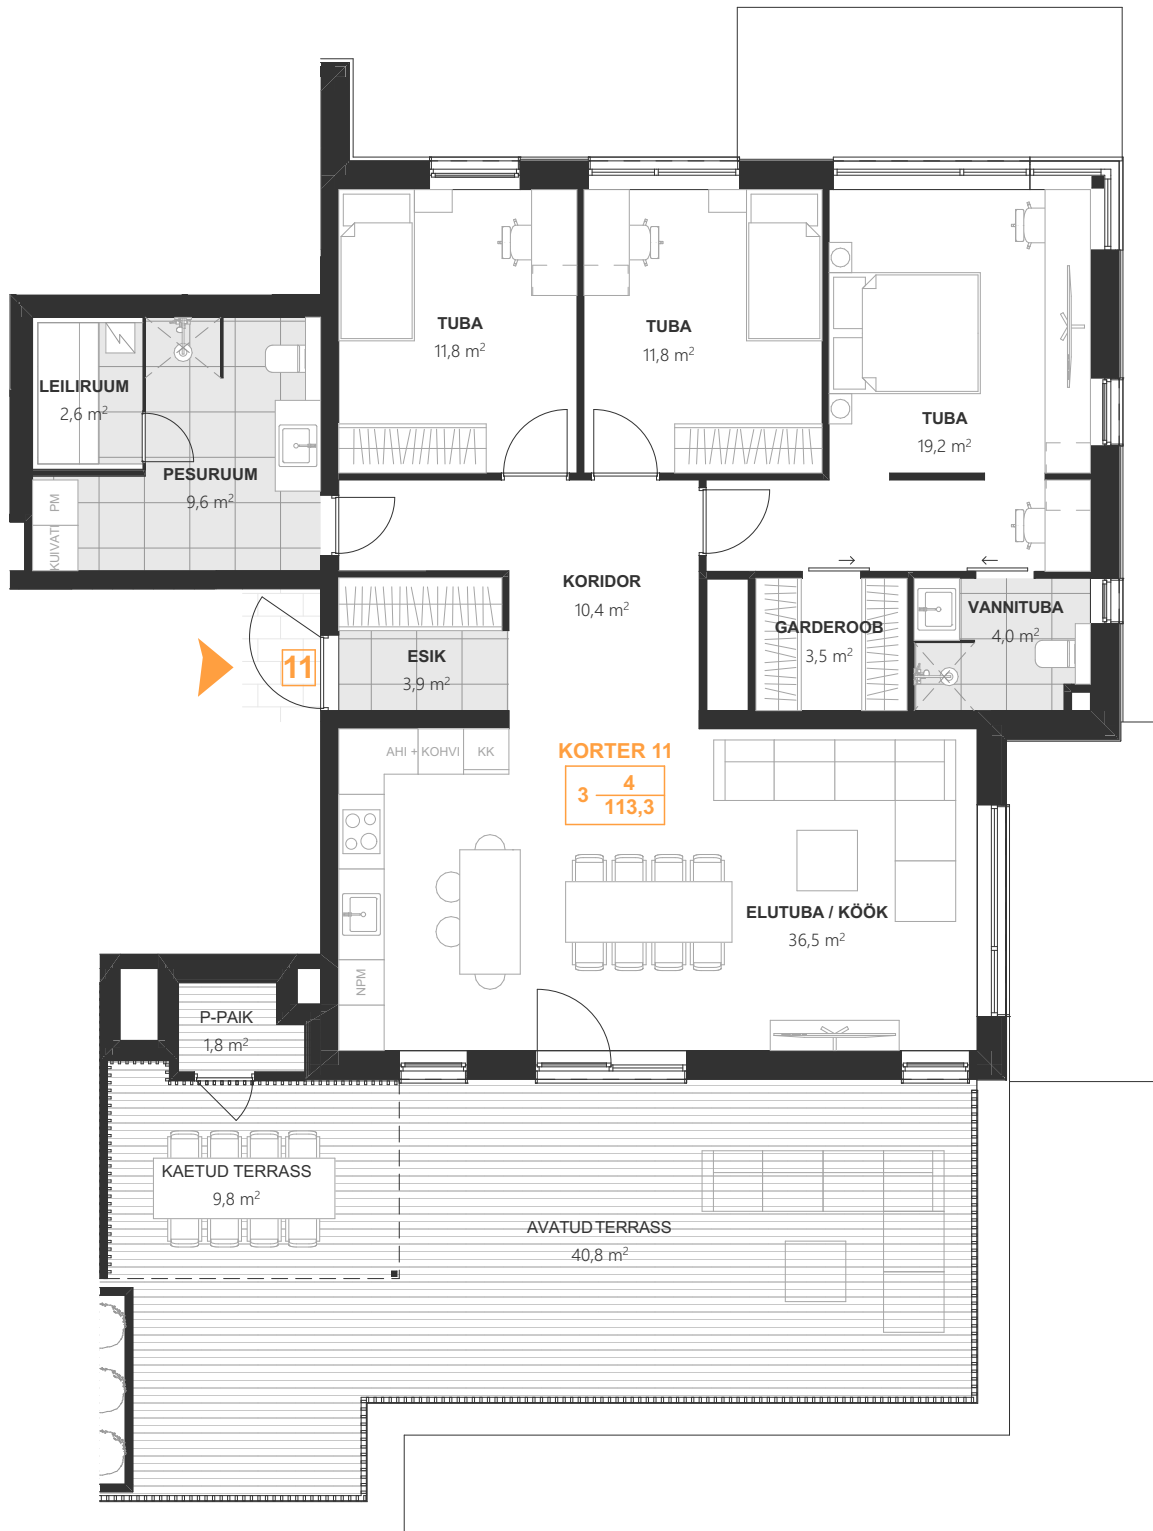 TUBA
11,8 m²
TUBA
11,8 m²
LEILIRUUM
2,6 m²
TUBA
19,2 m²
PESURUUM
9,6 m²
PM
KUIVATI
KORIDOR
10,4 m²
GARDEROOB
3,5 m²
VANNITUBA
4,0 m²
11
ESIK
3,9 m²
AHI + KOHVI
KK
KORTER 11
3
4
113,3
ELUTUBA / KÖÖK
36,5 m²
NPM
P-PAIK
1,8 m²
KAETUD TERRASS
9,8 m²
AVATUD TERRASS
40,8 m²